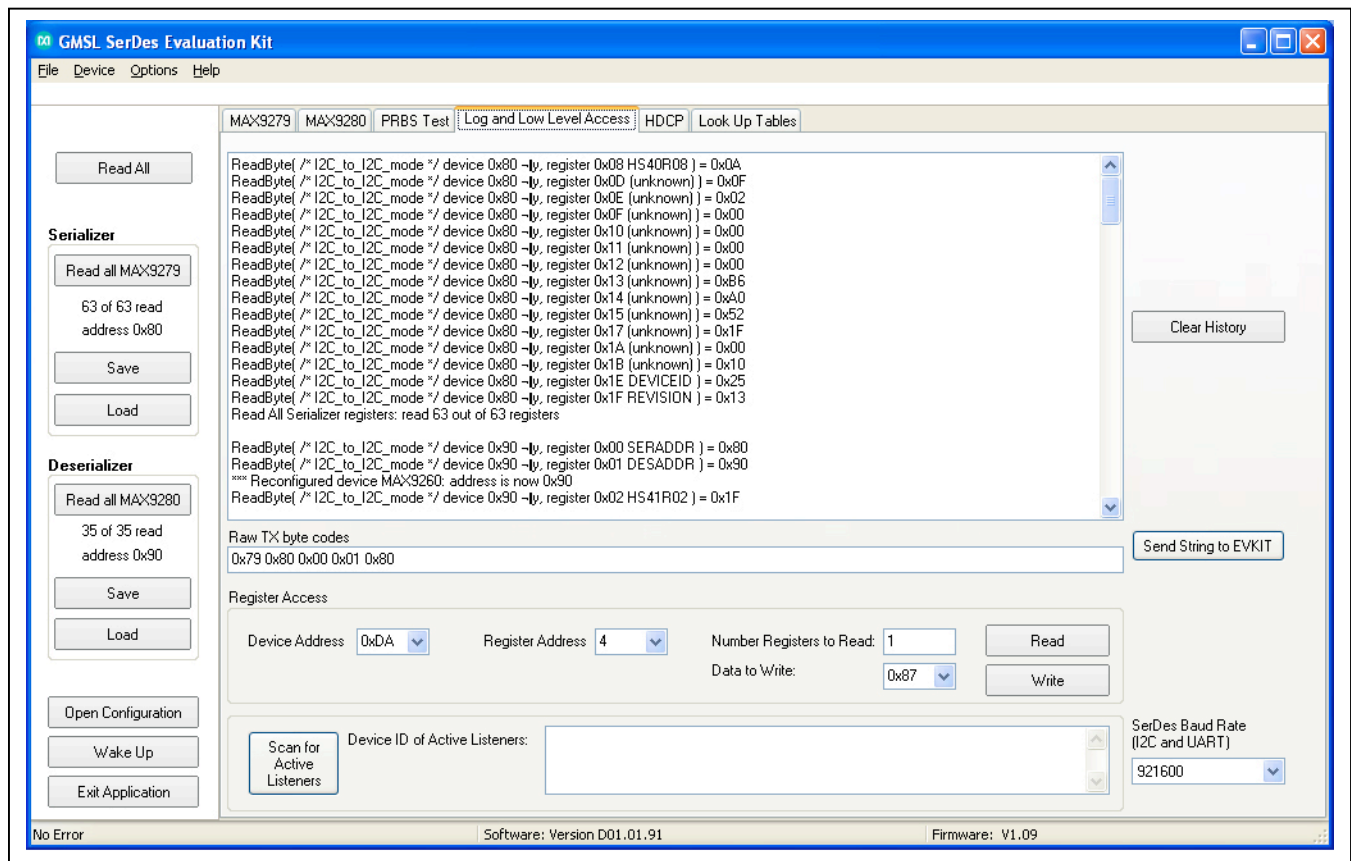 GMSL SerDes Evaluation Kit
File Device Options Help
MAX9279 MAX9280 PRBS Test Log and Low Level Access HDCP Look Up Tables
Read All
Serializer
Read all MAX9279
63 of 63 read
address 0x80
Save
Load
Deserializer
Read all MAX9280
35 of 35 read
address 0x90
Save
Load
Open Configuration
Wake Up
Exit Application
ReadByte( /* I2C_to_I2C_mode */ device 0x80 ¬ly, register 0x08 HS40R08 ) = 0x0A
ReadByte( /* I2C_to_I2C_mode */ device 0x80 ¬ly, register 0x0D (unknown) ) = 0x0F
ReadByte( /* I2C_to_I2C_mode */ device 0x80 ¬ly, register 0x0E (unknown) ) = 0x02
ReadByte( /* I2C_to_I2C_mode */ device 0x80 ¬ly, register 0x0F (unknown) ) = 0x00
ReadByte( /* I2C_to_I2C_mode */ device 0x80 ¬ly, register 0x10 (unknown) ) = 0x00
ReadByte( /* I2C_to_I2C_mode */ device 0x80 ¬ly, register 0x11 (unknown) ) = 0x00
ReadByte( /* I2C_to_I2C_mode */ device 0x80 ¬ly, register 0x12 (unknown) ) = 0x00
ReadByte( /* I2C_to_I2C_mode */ device 0x80 ¬ly, register 0x13 (unknown) ) = 0xB6
ReadByte( /* I2C_to_I2C_mode */ device 0x80 ¬ly, register 0x14 (unknown) ) = 0xA0
ReadByte( /* I2C_to_I2C_mode */ device 0x80 ¬ly, register 0x15 (unknown) ) = 0x52
ReadByte( /* I2C_to_I2C_mode */ device 0x80 ¬ly, register 0x17 (unknown) ) = 0x1F
ReadByte( /* I2C_to_I2C_mode */ device 0x80 ¬ly, register 0x1A (unknown) ) = 0x00
ReadByte( /* I2C_to_I2C_mode */ device 0x80 ¬ly, register 0x1B (unknown) ) = 0x10
ReadByte( /* I2C_to_I2C_mode */ device 0x80 ¬ly, register 0x1E DEVICEID ) = 0x25
ReadByte( /* I2C_to_I2C_mode */ device 0x80 ¬ly, register 0x1F REVISION ) = 0x13
Read All Serializer registers: read 63 out of 63 registers
ReadByte( /* I2C_to_I2C_mode */ device 0x90 ¬ly, register 0x00 SERADDR ) = 0x80
ReadByte( /* I2C_to_I2C_mode */ device 0x90 ¬ly, register 0x01 DESADDR ) = 0x90
*** Reconfigured device MAX9260: address is now 0x90
ReadByte( /* I2C_to_I2C_mode */ device 0x90 ¬ly, register 0x02 HS41R02 ) = 0x1F
Clear History
Raw TX byte codes
0x79 0x80 0x00 0x01 0x80
Send String to EVKIT
Register Access
Device Address 0xDA Register Address 4 Number Registers to Read: 1 Read
Data to Write: 0x87 Write
Scan for
Active
Listeners
Device ID of Active Listeners:
SerDes Baud Rate
(I2C and UART)
921600
No Error Software: Version D01.01.91 Firmware: V1.09